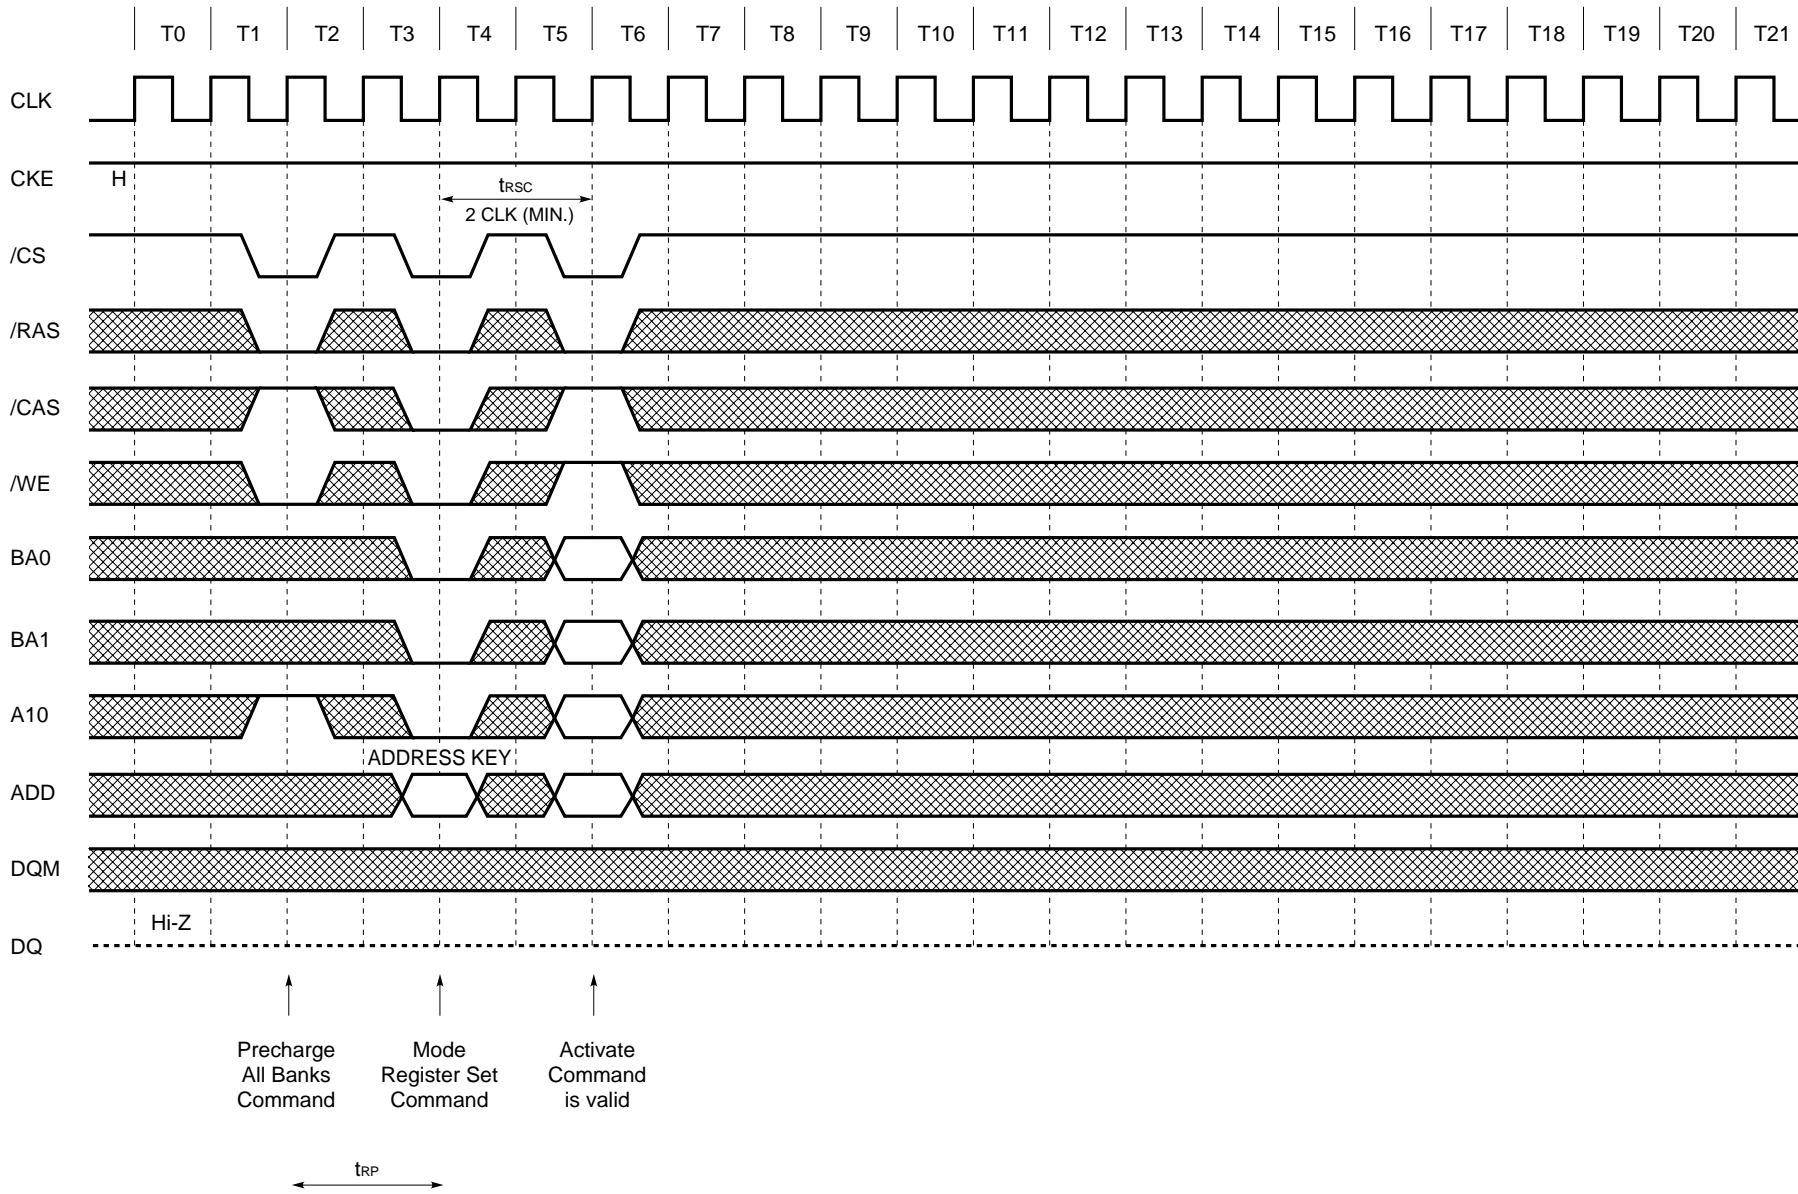 T0 T1 T2 T3 T4 T5 T6 T7 T8 T9 T10 T11 T12 T13 T14 T15 T16 T17 T18 T19 T20 T21
CLK
CKE H
tRSC
2 CLK (MIN.)
/CS
/RAS
/CAS
/WE
BA0
BA1
A10
ADDRESS KEY
ADD
DQM
Hi-Z
DQ
Precharge
All Banks
Command
Mode
Register Set
Command
Activate
Command
is valid
tRP